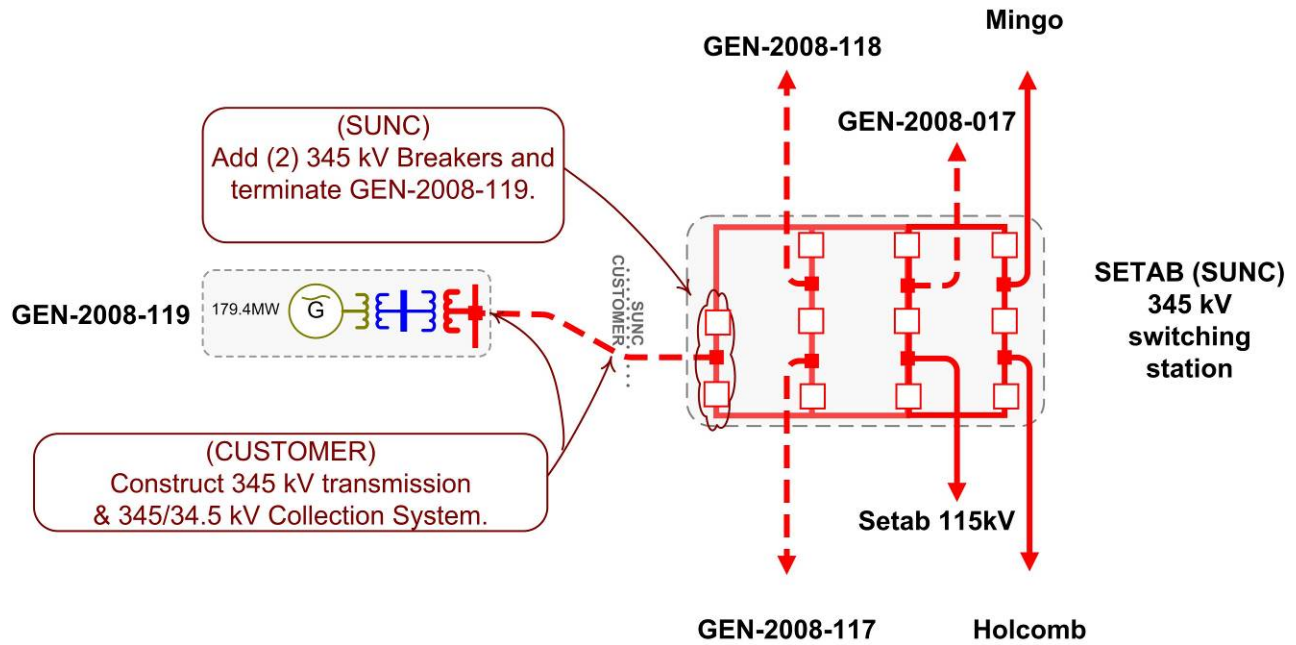 Mingo
GEN-2008-118
GEN-2008-017
(SUNC)
Add (2) 345 kV Breakers and
terminate GEN-2008-119.
SUNC
CUSTOMER
SETAB (SUNC)
345 kV
switching
station
GEN-2008-119
179.4MW
G
(CUSTOMER)
Construct 345 kV transmission
& 345/34.5 kV Collection System.
Setab 115kV
GEN-2008-117
Holcomb